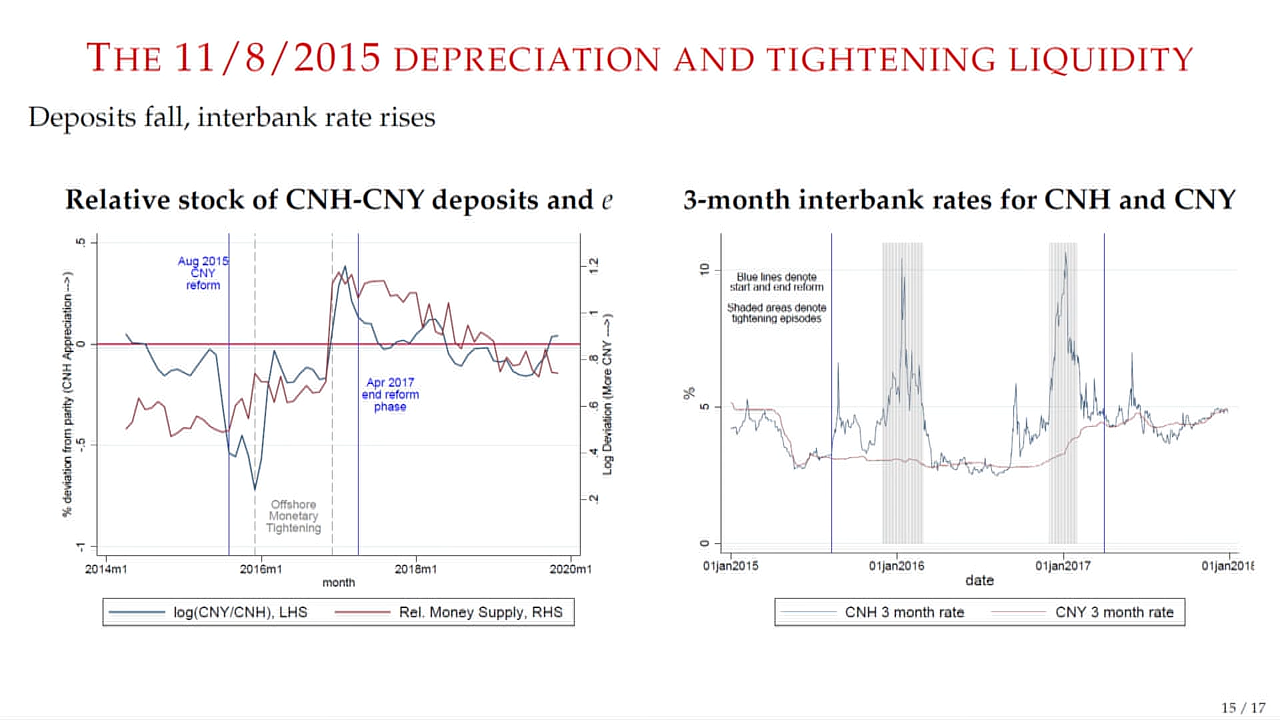 THE 11/8/2015 DEPRECIATION AND TIGHTENING LIQUIDITY
Deposits fall, interbank rate rises
Relative stock of CNH-CNY deposits and e
% deviation from parity (CNH Appreciation -->)
.5
0
-.5
-1
Aug 2015
CNY
reform
Apr 2017
end reform
phase
Offshore
Monetary
Tightening
1.2
1
.8
.6
.4
.2
Log Deviation (More CNY --->)
2014m1
2016m1
2018m1
2020m1
month
log(CNY/CNH), LHS
Rel. Money Supply, RHS
3-month interbank rates for CNH and CNY
%
10
5
0
Blue lines denote
start and end reform
Shaded areas denote
tightening episodes
01jan2015
01jan2016
01jan2017
01jan2018
date
CNH 3 month rate
CNY 3 month rate
15 / 17